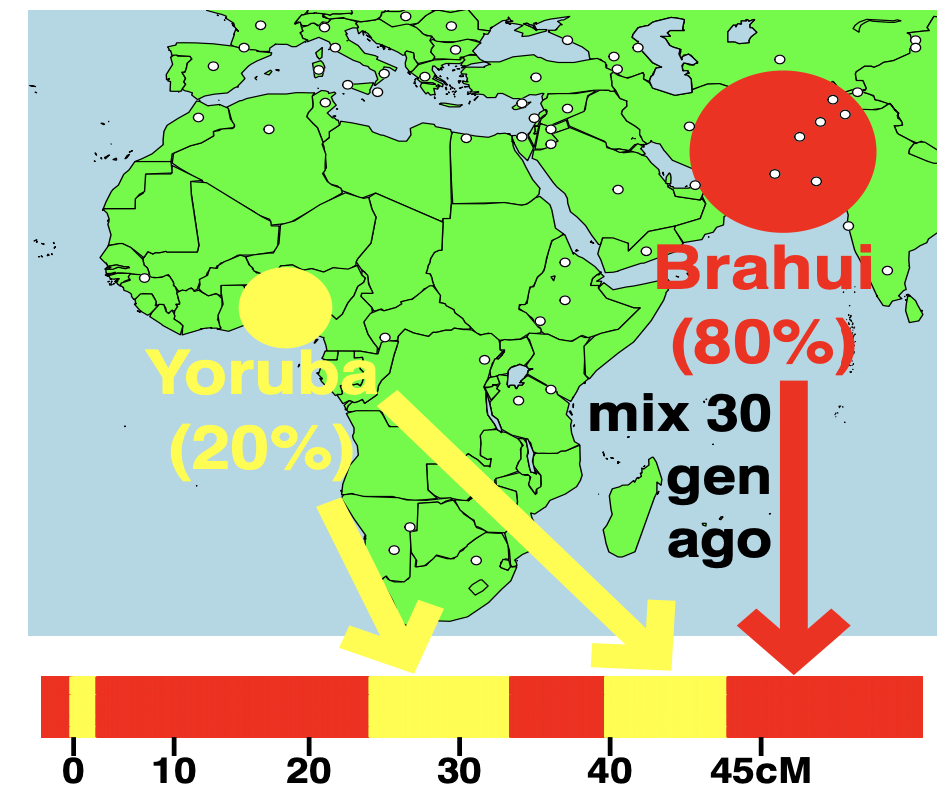 Brahui
(80%)
Yoruba
(20%)
mix 30
gen
ago
0 10 20 30 40 45cM